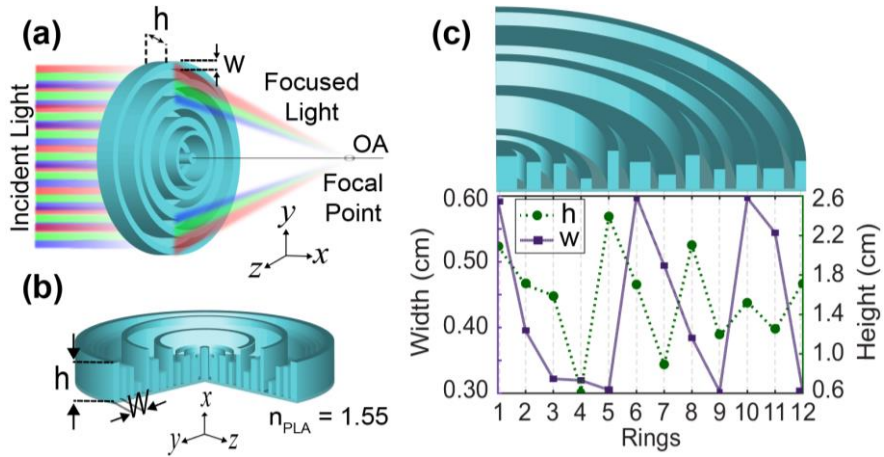 (a)
h
w
Incident Light
Focused
Light
OA
Focal
Point
y
z
x
(b)
h
W
x
y
z
n_PLA = 1.55
(c)
h
w
Width (cm)
0.60
0.50
0.40
0.30
Height (cm)
2.6
2.2
1.8
1.4
1.0
0.6
1 2 3 4 5 6 7 8 9 10 11 12
Rings